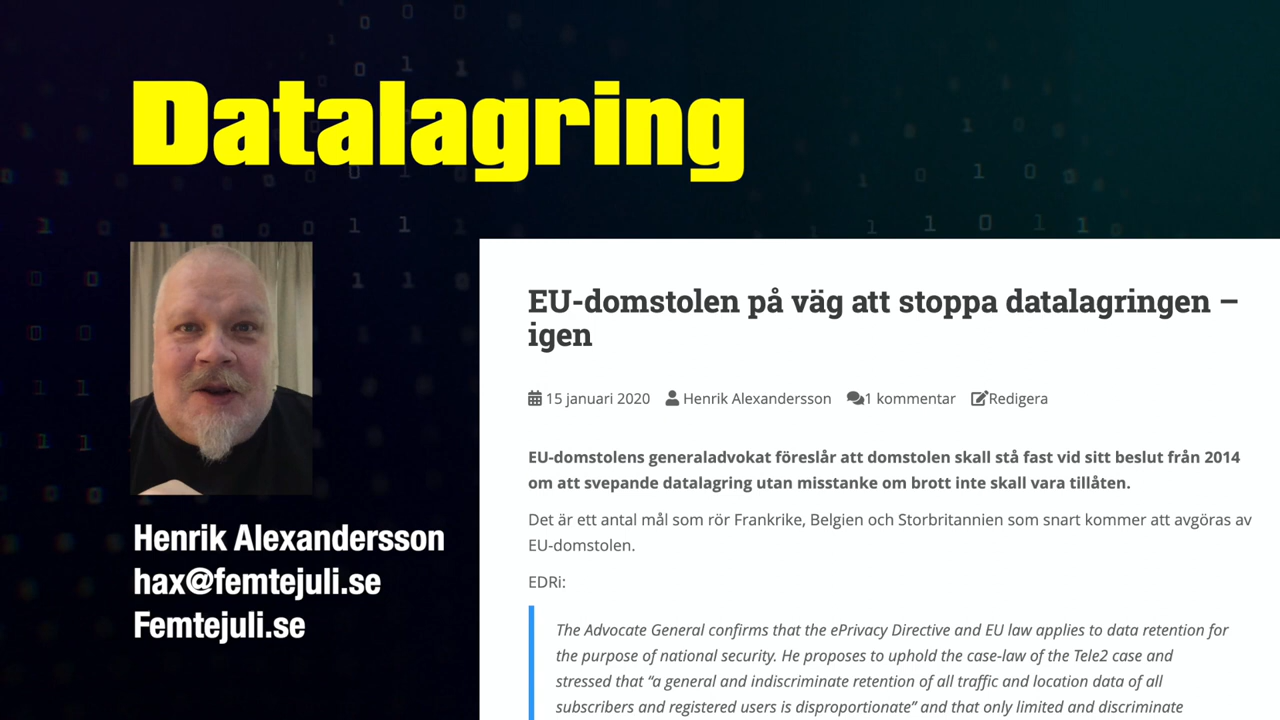 Datalagring
Henrik Alexandersson
hax@femtejuli.se
Femtejuli.se
EU-domstolen på väg att stoppa datalagringen –
igen
15 januari 2020 Henrik Alexandersson 1 kommentar Redigera
EU-domstolens generaladvokat föreslår att domstolen skall stå fast vid sitt beslut från 2014
om att svepande datalagring utan misstanke om brott inte skall vara tillåten.
Det är ett antal mål som rör Frankrike, Belgien och Storbritannien som snart kommer att avgöras av
EU-domstolen.
EDRi:
The Advocate General confirms that the ePrivacy Directive and EU law applies to data retention for
the purpose of national security. He proposes to uphold the case-law of the Tele2 case and
stressed that “a general and indiscriminate retention of all traffic and location data of all
subscribers and registered users is disproportionate” and that only limited and discriminate